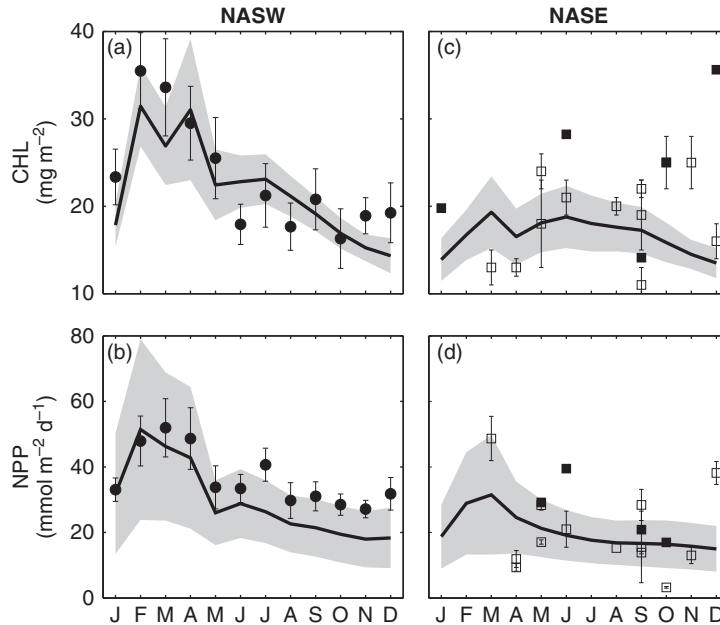 NASW
NASE
(a)
(c)
40
30
20
10
CHL
(mg m⁻²)
(b)
(d)
80
60
40
20
0
NPP
(mmol m⁻² d⁻¹)
J F M A M J J A S O N D
J F M A M J J A S O N D